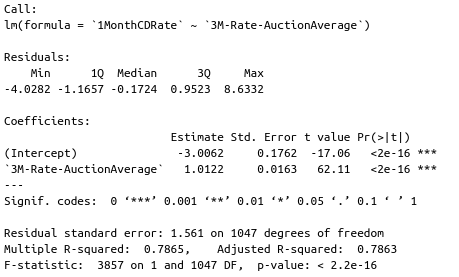 Call:
lm(formula = `1MonthCDRate` ~ `3M-Rate-AuctionAverage`)
Residuals:
Min 1Q Median 3Q Max
-4.0282 -1.1657 -0.1724 0.9523 8.6332
Coefficients:
Estimate Std. Error t value Pr(>|t|)
(Intercept) -3.0062 0.1762 -17.06 <2e-16 ***
`3M-Rate-AuctionAverage` 1.0122 0.0163 62.11 <2e-16 ***
---
Signif. codes: 0 ‘***’ 0.001 ‘**’ 0.01 ‘*’ 0.05 ‘.’ 0.1 ‘ ’ 1
Residual standard error: 1.561 on 1047 degrees of freedom
Multiple R-squared: 0.7865, Adjusted R-squared: 0.7863
F-statistic: 3857 on 1 and 1047 DF, p-value: < 2.2e-16